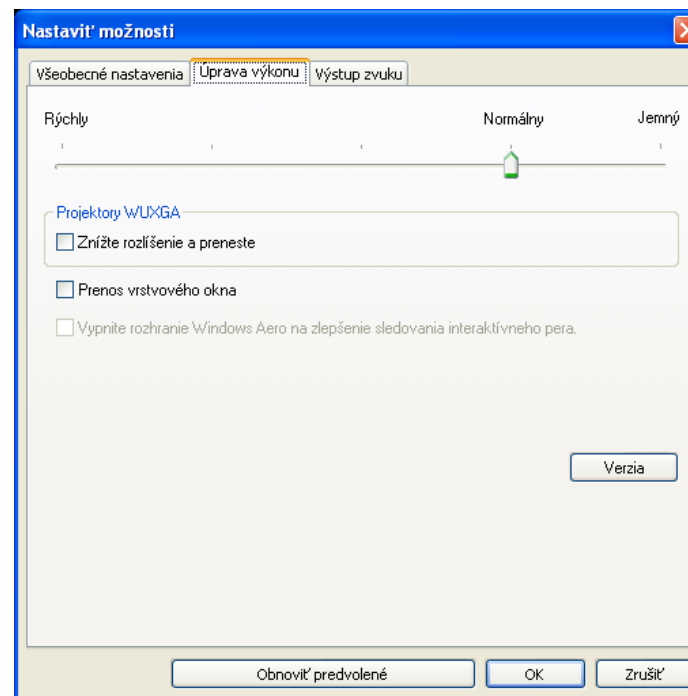 Nastaviť možnosti
Všeobecné nastavenia Úprava výkonu Výstup zvuku
Rýchly Normálny Jemný
Projektory WUXGA
Znížte rozlíšenie a preneste
Prenos vrstvového okna
Vypnite rozhranie Windows Aero na zlepšenie sledovania interaktívneho pera.
Verzia
Obnoviť predvolené OK Zrušiť